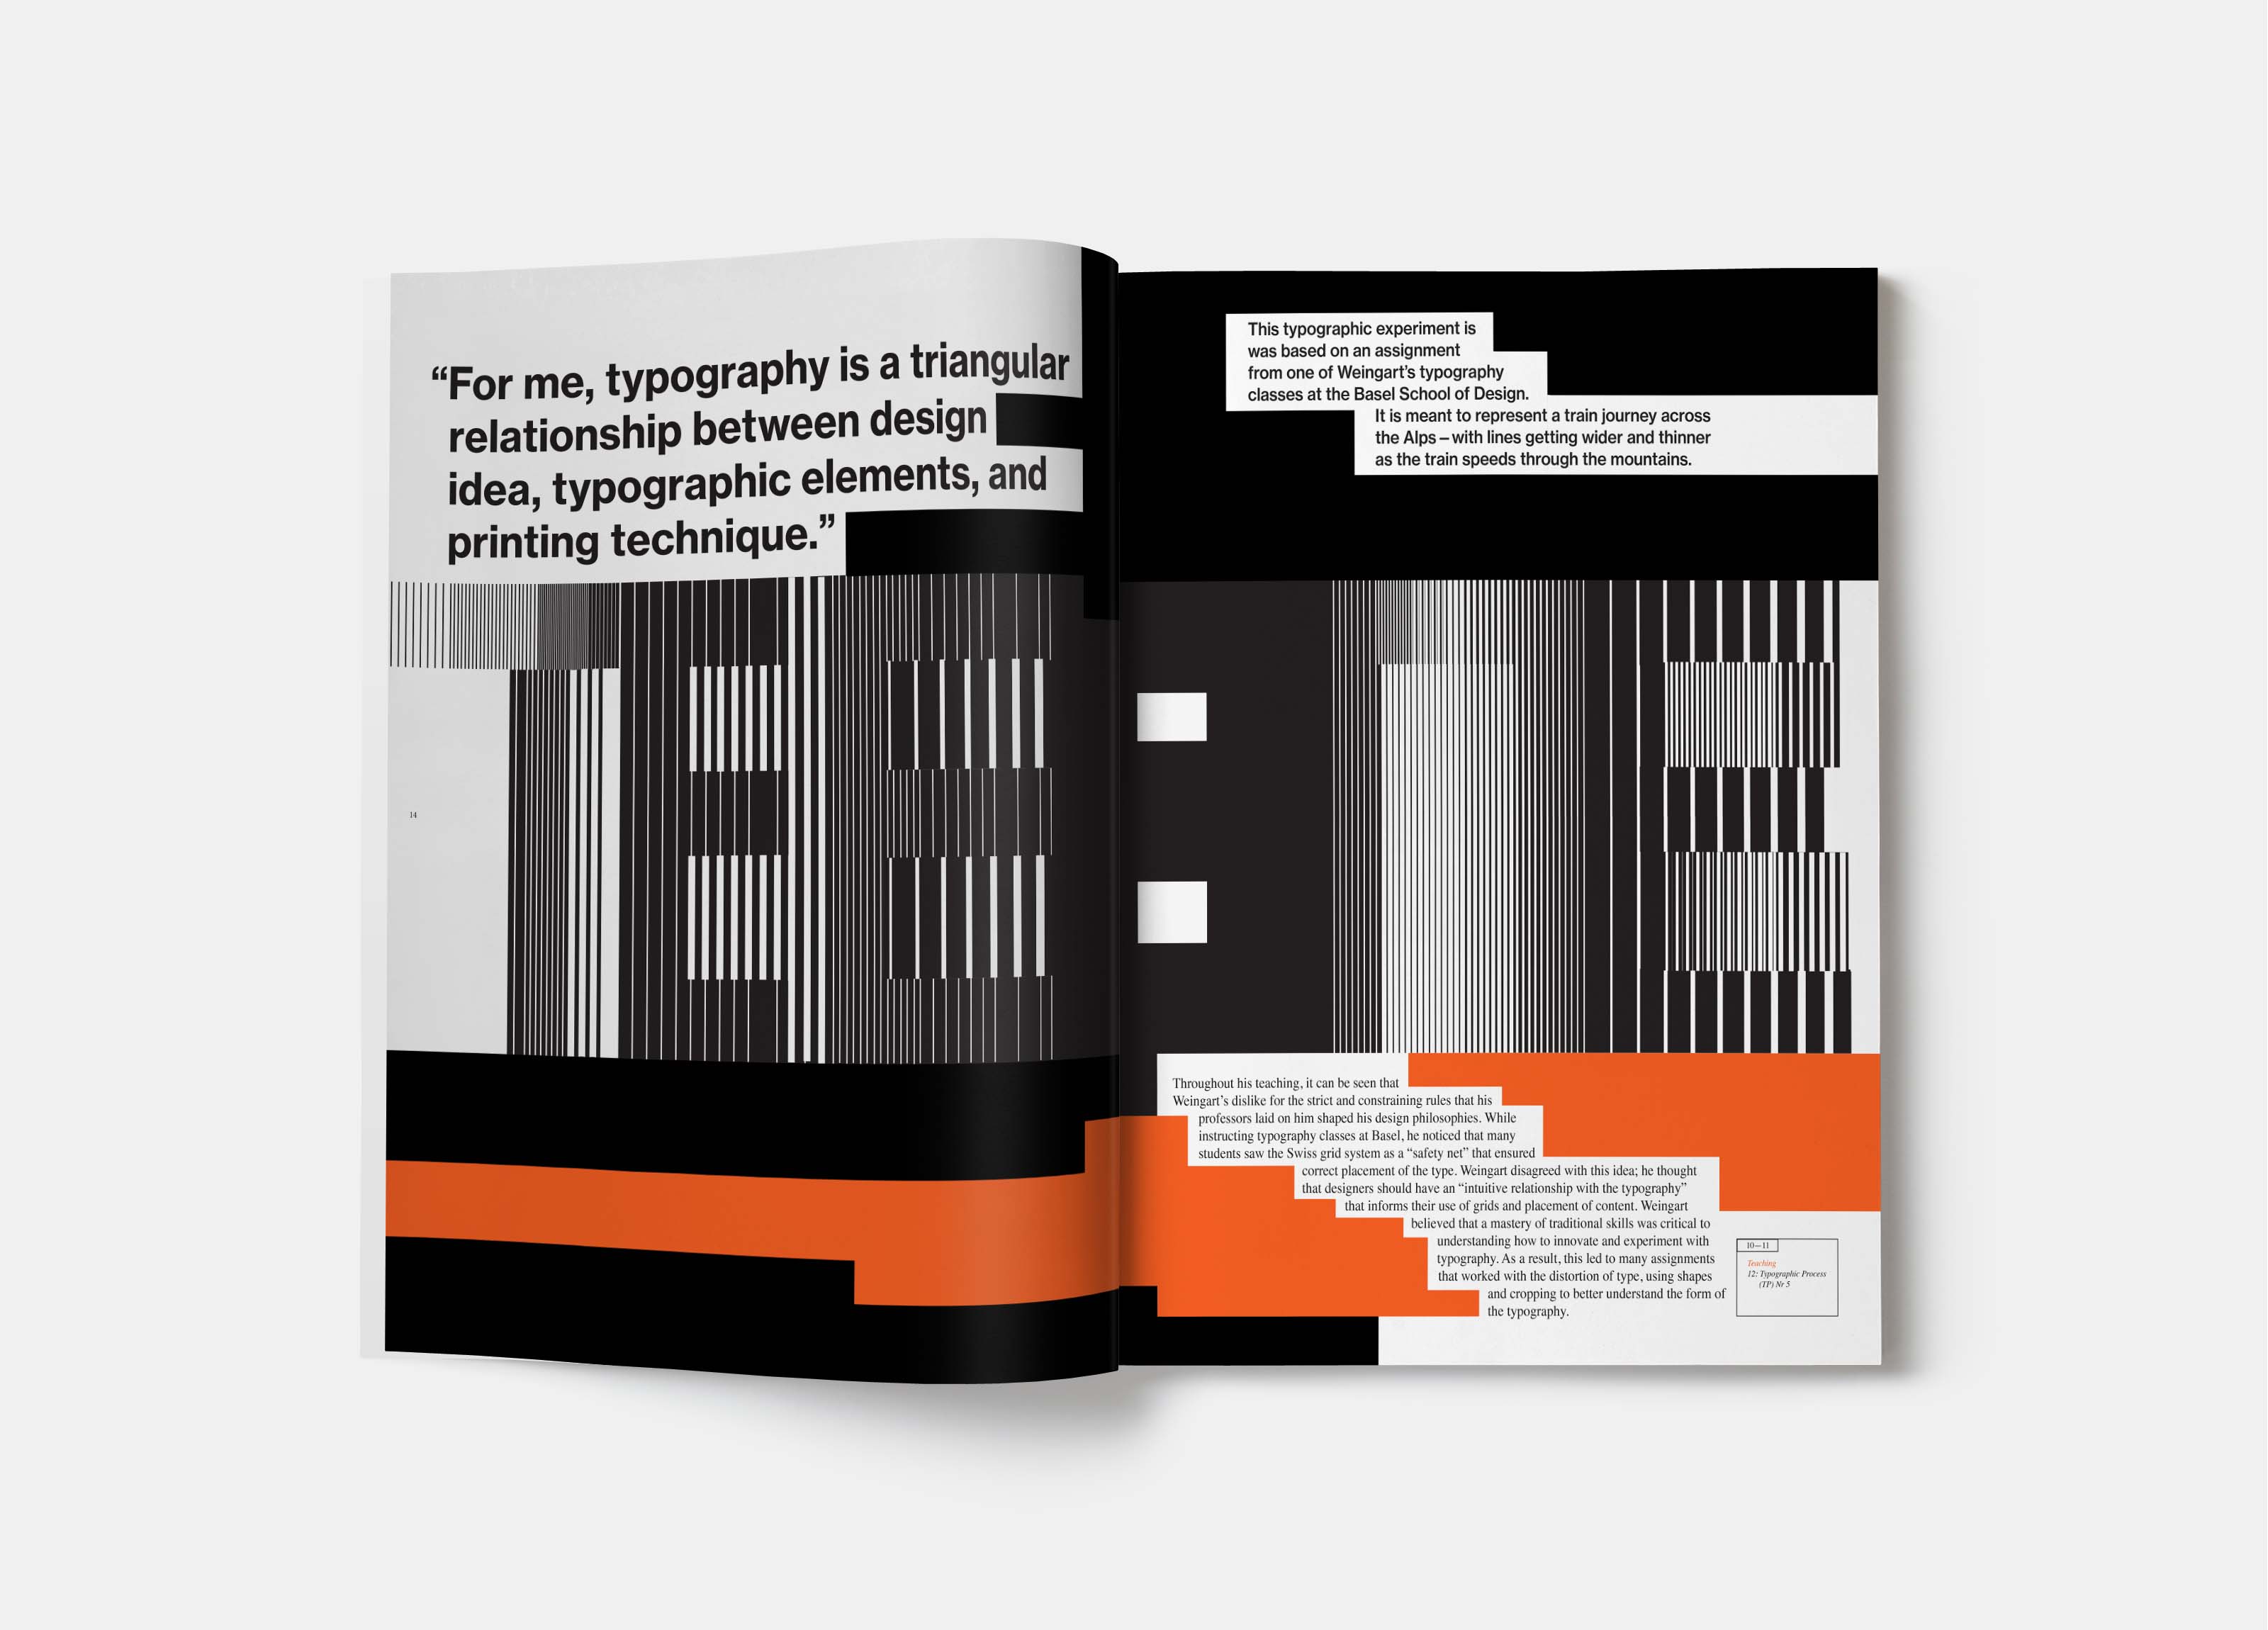 “For me, typography is a triangular
relationship between design
idea, typographic elements, and
printing technique.”
14
This typographic experiment is
was based on an assignment
from one of Weingart’s typography
classes at the Basel School of Design.
It is meant to represent a train journey across
the Alps – with lines getting wider and thinner
as the train speeds through the mountains.
Throughout his teaching, it can be seen that
Weingart’s dislike for the strict and constraining rules that his
professors laid on him shaped his design philosophies. While
instructing typography classes at Basel, he noticed that many
students saw the Swiss grid system as a “safety net” that ensured
correct placement of the type. Weingart disagreed with this idea; he thought
that designers should have an “intuitive relationship with the typography”
that informs their use of grids and placement of content. Weingart
believed that a mastery of traditional skills was critical to
understanding how to innovate and experiment with
typography. As a result, this led to many assignments
that worked with the distortion of type, using shapes
and cropping to better understand the form of
the typography.
10—11
Teaching
12: Typographic Process
(TP) Nr 5